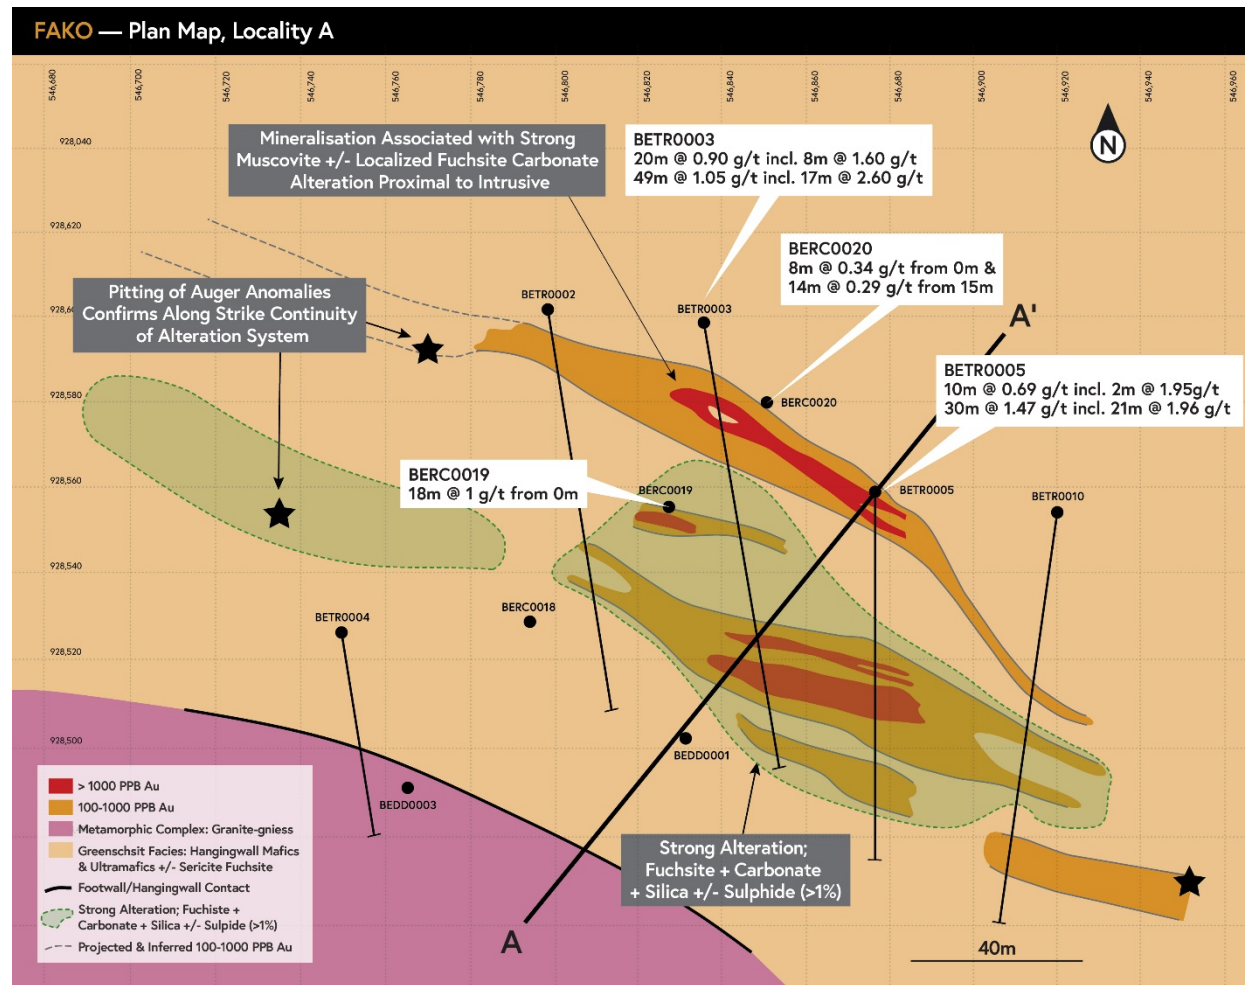 FAKO — Plan Map, Locality A
546,680
546,700
546,720
546,740
546,760
546,780
546,800
546,820
546,840
546,860
546,680
546,900
546,920
546,940
546,960
928,040
928,620
928,580
928,560
928,540
928,520
928,500
N
Mineralisation Associated with Strong
Muscovite +/- Localized Fuchsite Carbonate
Alteration Proximal to Intrusive
BETR0003
20m @ 0.90 g/t incl. 8m @ 1.60 g/t
49m @ 1.05 g/t incl. 17m @ 2.60 g/t
BERC0020
8m @ 0.34 g/t from 0m &
14m @ 0.29 g/t from 15m
Pitting of Auger Anomalies
Confirms Along Strike Continuity
of Alteration System
BETR0002
BETR0003
A'
BETR0005
10m @ 0.69 g/t incl. 2m @ 1.95g/t
30m @ 1.47 g/t incl. 21m @ 1.96 g/t
BERC0020
BERC0019
18m @ 1 g/t from 0m
BERC0019
BETR0005
BETR0010
BERC0018
BETR0004
BEDD0001
BEDD0003
Strong Alteration;
Fuchsite + Carbonate
+ Silica +/- Sulphide (>1%)
A
40m
> 1000 PPB Au
100-1000 PPB Au
Metamorphic Complex: Granite-gniess
Greenschsit Facies: Hangingwall Mafics
& Ultramafics +/- Sericite Fuchsite
Footwall/Hangingwall Contact
Strong Alteration; Fuchiste +
Carbonate + Silica +/- Sulpide (>1%)
Projected & Inferred 100-1000 PPB Au